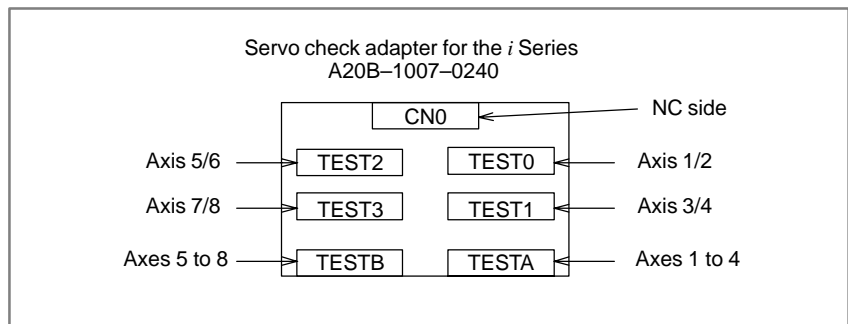 Servo check adapter for the i Series
A20B–1007–0240
CN0
NC side
Axis 5/6
TEST2
TEST0
Axis 1/2
Axis 7/8
TEST3
TEST1
Axis 3/4
Axes 5 to 8
TESTB
TESTA
Axes 1 to 4